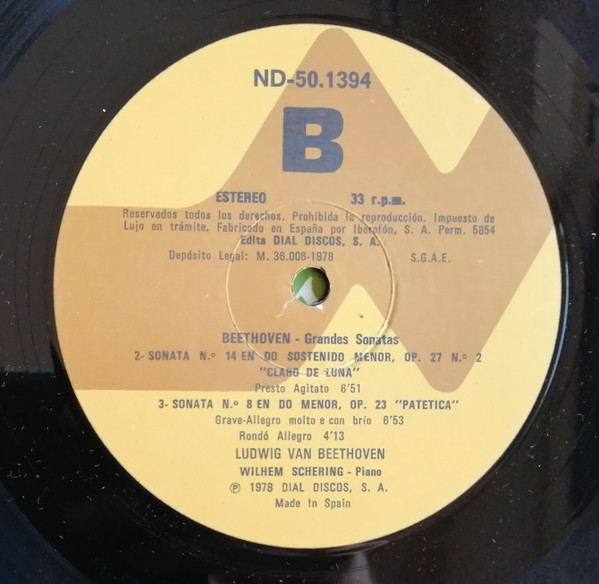 ND-50.1394
B
ESTEREO 33 r.p.m.
Reservados todos los derechos. Prohibida la reproducción. Impuesto de
Lujo en trámite. Fabricado en España por Iberofón, S. A. Perm. 5854
Edita DIAL DISCOS, S. A.
Depósito Legal: M. 36.006-1978 S.G.A.E.
BEETHOVEN - Grandes Sonatas
2- SONATA N.º 14 EN DO SOSTENIDO MENOR, OP. 27 N.º 2
"CLARO DE LUNA"
Presto Agitato 6'51
3- SONATA N.º 8 EN DO MENOR, OP. 23 "PATETICA"
Grave-Allegro molto e con brío 6'53
Rondó Allegro 4'13
LUDWIG VAN BEETHOVEN
WILHEM SCHERING - Piano
℗ 1978 DIAL DISCOS, S. A.
Made In Spain